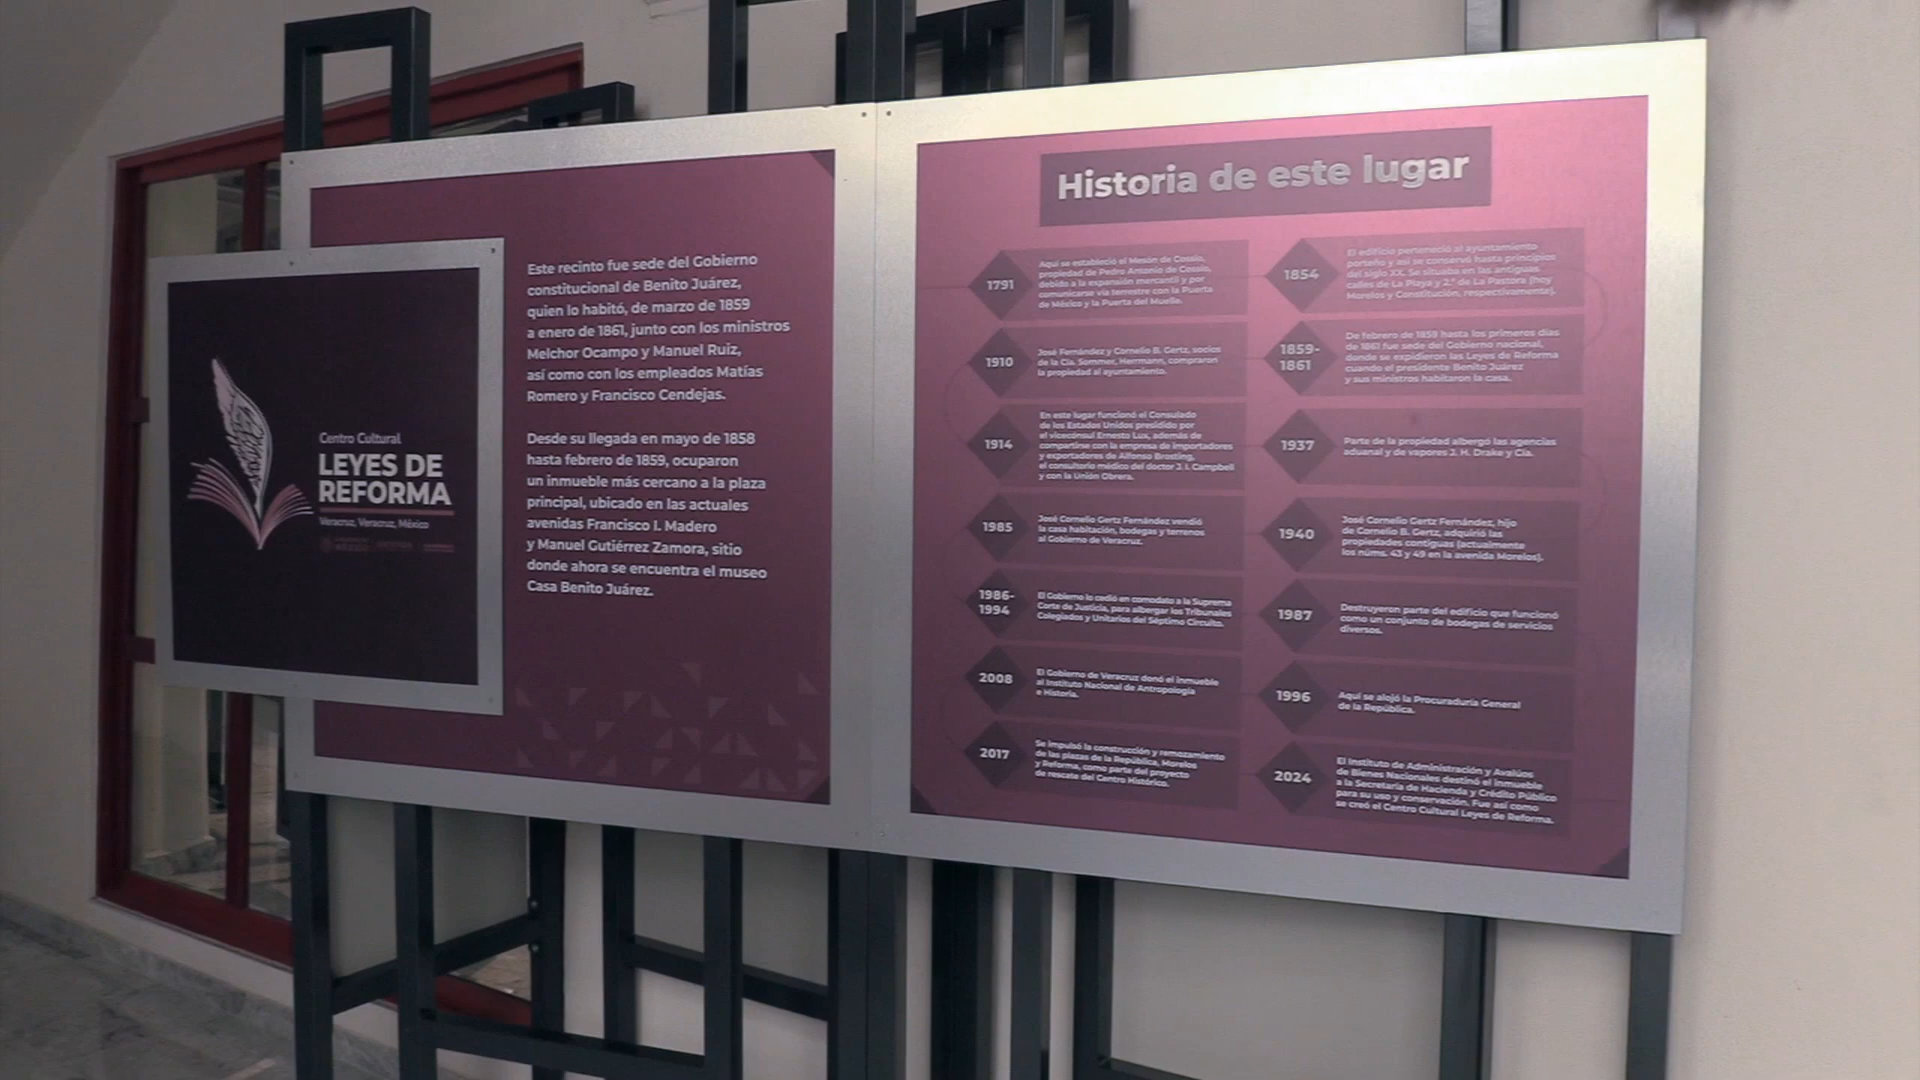 Centro Cultural
LEYES DE
REFORMA
Veracruz, Veracruz, México
Este recinto fue sede del Gobierno
constitucional de Benito Juárez,
quien lo habitó, de marzo de 1859
a enero de 1861, junto con los ministros
Melchor Ocampo y Manuel Ruiz,
así como con los empleados Matías
Romero y Francisco Cendejas.
Desde su llegada en mayo de 1858
hasta febrero de 1859, ocuparon
un inmueble más cercano a la plaza
principal, ubicado en las actuales
avenidas Francisco I. Madero
y Manuel Gutiérrez Zamora, sitio
donde ahora se encuentra el museo
Casa Benito Juárez.
Historia de este lugar
1791
Aquí se estableció el Mesón de Cossío,
propiedad de Pedro Antonio de Cossío,
debido a la expansión mercantil y por
comunicarse vía terrestre con la Puerta
de México y la Puerta del Muelle.
1854
El edificio perteneció al ayuntamiento
porteño y así se conservó hasta principios
del siglo XX. Se situaba en las antiguas
calles de La Playa y 2.ª de La Pastora (hoy
Morelos y Constitución, respectivamente).
1910
José Fernández y Cornelio B. Gertz, socios
de la Cía. Sommer, Herrmann, compraron
la propiedad al ayuntamiento.
1859-
1861
De febrero de 1859 hasta los primeros días
de 1861 fue sede del Gobierno nacional,
donde se expidieron las Leyes de Reforma
cuando el presidente Benito Juárez
y sus ministros habitaron la casa.
1914
En este lugar funcionó el Consulado
de los Estados Unidos presidido por
el vicecónsul Ernesto Lux, además de
compartirse con la empresa de importadores
y exportadores de Alfonso Brosting,
el consultorio médico del doctor J. I. Campbell
y con la Unión Obrera.
1937
Parte de la propiedad albergó las agencias
aduanal y de vapores J. H. Drake y Cía.
1985
José Cornelio Gertz Fernández vendió
la casa habitación, bodegas y terrenos
al Gobierno de Veracruz.
1940
José Cornelio Gertz Fernández, hijo
de Cornelio B. Gertz, adquirió las
propiedades contiguas (actualmente
los núms. 43 y 49 en la avenida Morelos).
1986-
1994
El Gobierno lo cedió en comodato a la Suprema
Corte de Justicia, para albergar los Tribunales
Colegiados y Unitarios del Séptimo Circuito.
1987
Destruyeron parte del edificio que funcionó
como un conjunto de bodegas de servicios
diversos.
2008
El Gobierno de Veracruz donó el inmueble
al Instituto Nacional de Antropología
e Historia.
1996
Aquí se alojó la Procuraduría General
de la República.
2017
Se impulsó la construcción y remozamiento
de las plazas de la República, Morelos
y Reforma, como parte del proyecto
de rescate del Centro Histórico.
2024
El Instituto de Administración y Avalúos
de Bienes Nacionales destinó el inmueble
a la Secretaría de Hacienda y Crédito Público
para su uso y conservación. Fue así como
se creó el Centro Cultural Leyes de Reforma.